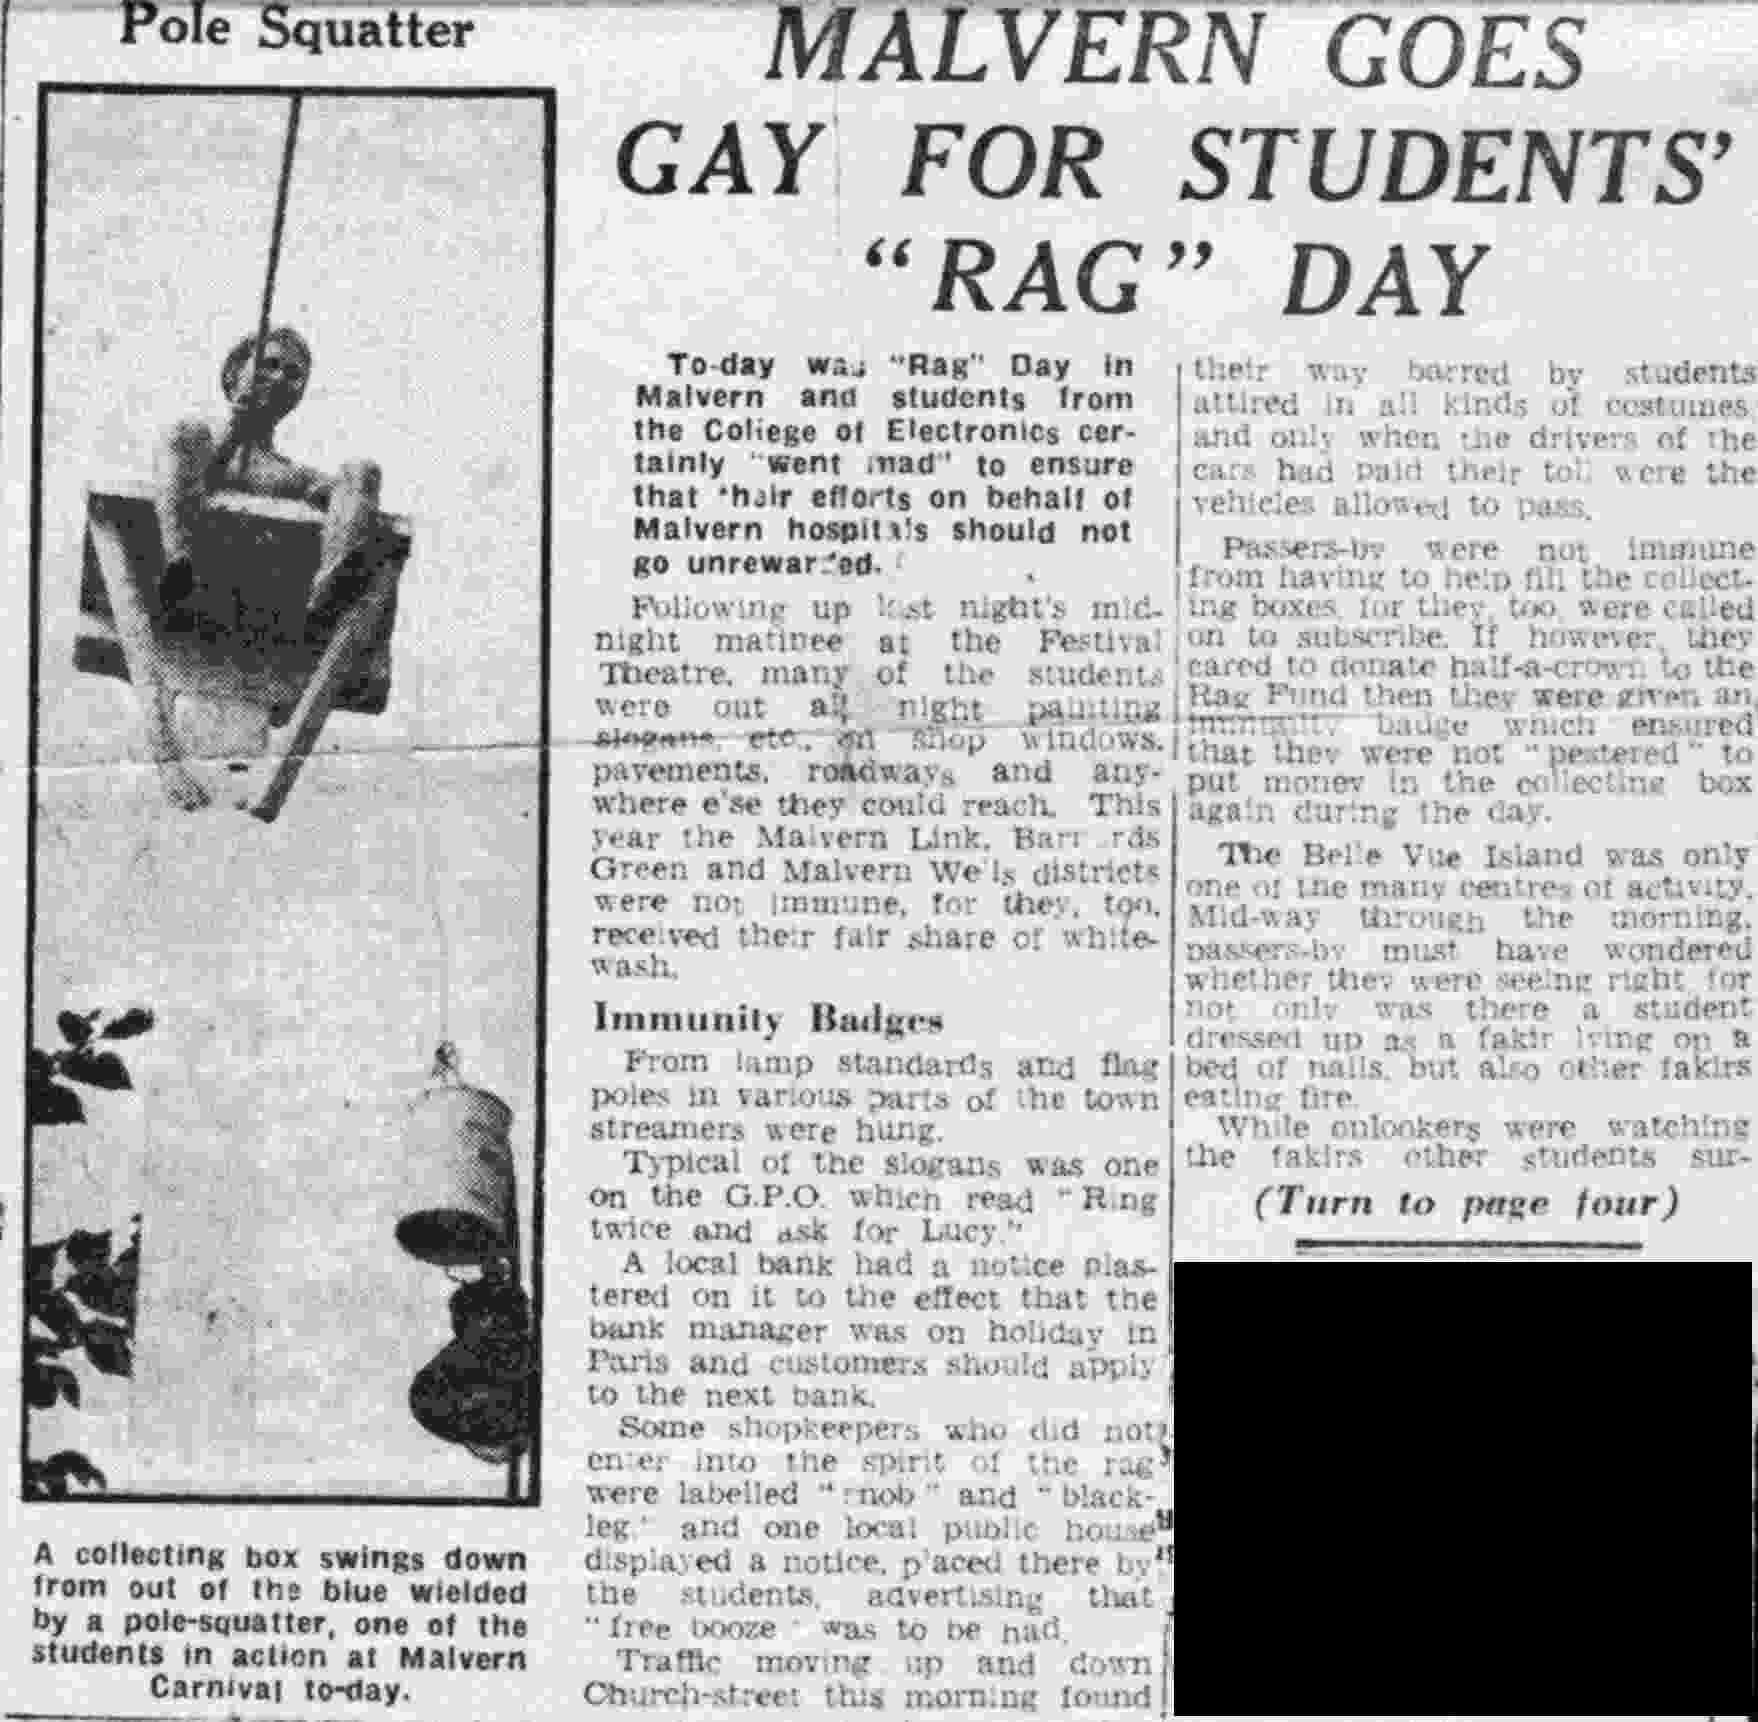 Pole Squatter
A collecting box swings down
from out of the blue wielded
by a pole-squatter, one of the
students in action at Malvern
Carnival to-day.
MALVERN GOES
GAY FOR STUDENTS'
"RAG" DAY
To-day was "Rag" Day in
Malvern and students from
the College of Electronics cer-
tainly "went mad" to ensure
that their efforts on behalf of
Malvern hospitals should not
go unrewarded.
Following up last night's mid-
night matinee at the Festival
Theatre, many of the students
were out all night painting
slogans, etc., on shop windows,
pavements, roadways and any-
where else they could reach. This
year the Malvern Link, Barnards
Green and Malvern Wells districts
were not immune, for they, too,
received their fair share of white-
wash.
Immunity Badges
From lamp standards and flag
poles in various parts of the town
streamers were hung.
Typical of the slogans was one
on the G.P.O. which read "Ring
twice and ask for Lucy."
A local bank had a notice plas-
tered on it to the effect that the
bank manager was on holiday in
Paris and customers should apply
to the next bank.
Some shopkeepers who did not
enter into the spirit of the rag
were labelled "snob" and "black-
leg" and one local public house
displayed a notice, placed there by
the students, advertising that
"free booze" was to be had.
Traffic moving up and down
Church-street this morning found
their way barred by students
attired in all kinds of costumes
and only when the drivers of the
cars had paid their toll were the
vehicles allowed to pass.
Passers-by were not immune
from having to help fill the collect-
ing boxes, for they, too, were called
on to subscribe. If however, they
cared to donate half-a-crown to the
Rag Fund then they were given an
immunity badge which ensured
that they were not "pestered" to
put money in the collecting box
again during the day.
The Belle Vue Island was only
one of the many centres of activity.
Mid-way through the morning,
passers-by must have wondered
whether they were seeing right, for
not only was there a student
dressed up as a fakir lying on a
bed of nails, but also other fakirs
eating fire.
While onlookers were watching
the fakirs other students sur-
(Turn to page four)